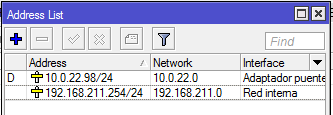 Address List
Find
Address Network Interface
D 10.0.22.98/24 10.0.22.0 Adaptador puente
192.168.211.254/24 192.168.211.0 Red interna